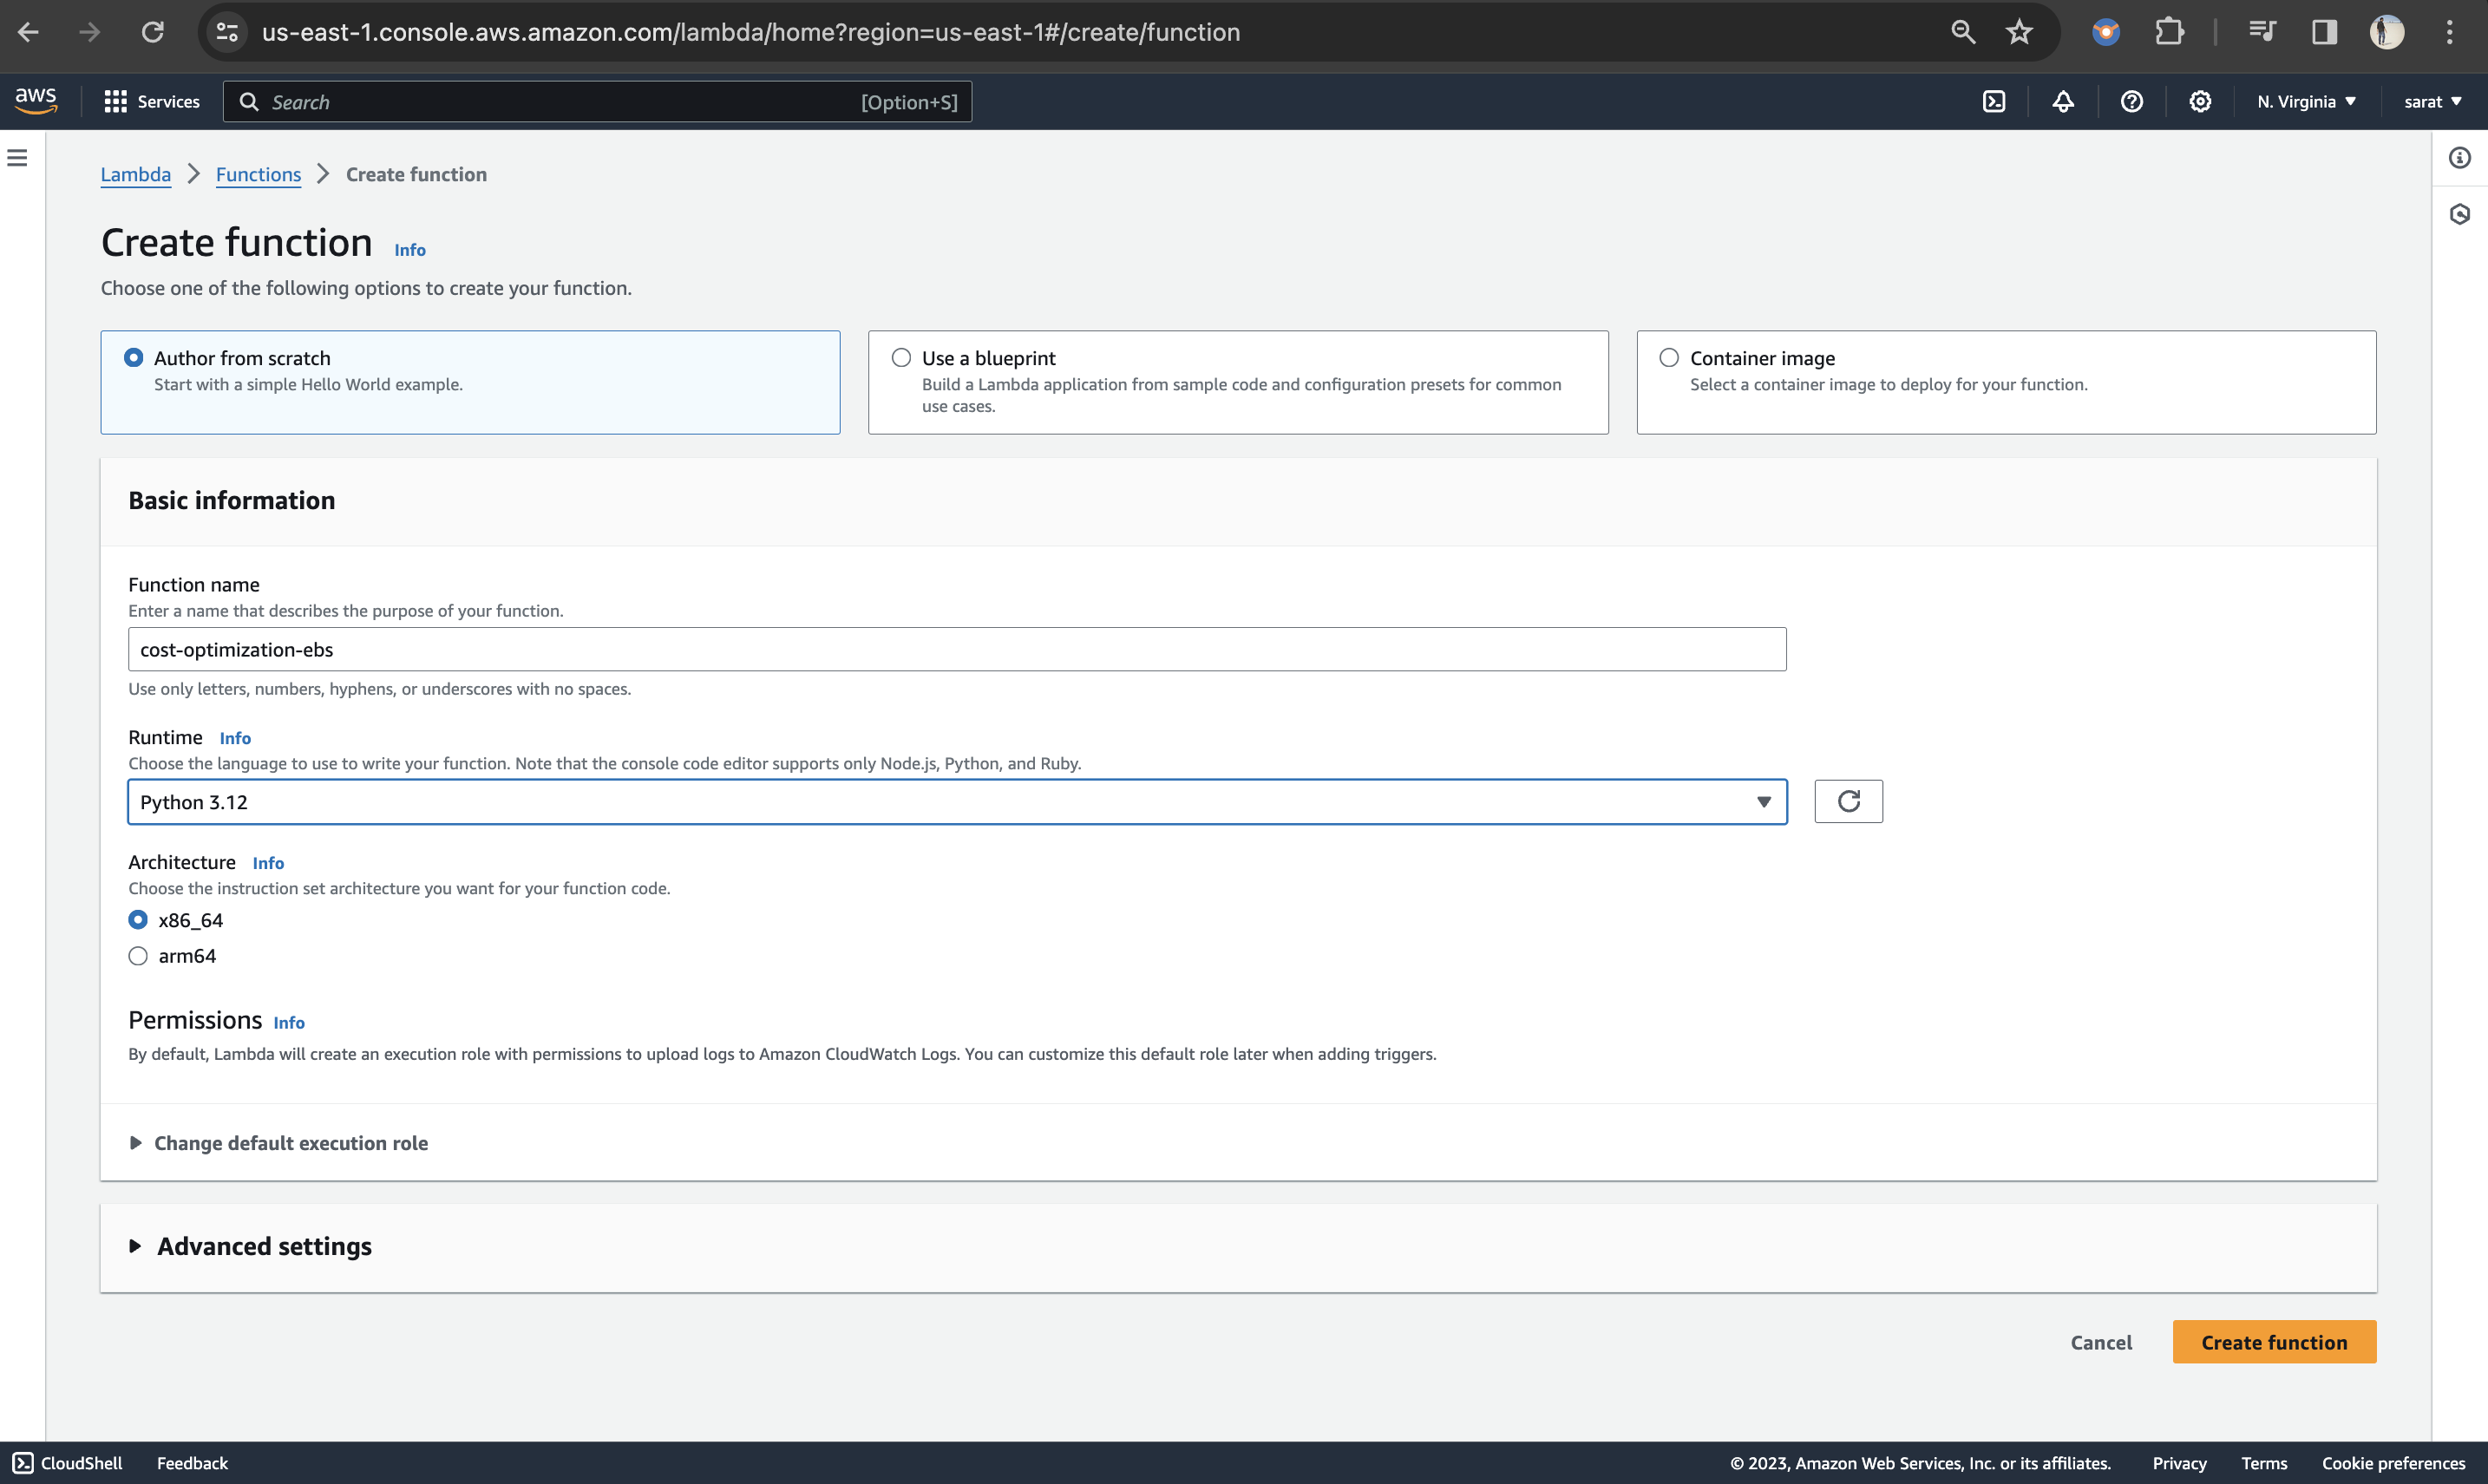 us-east-1.console.aws.amazon.com/lambda/home?region=us-east-1#/create/function
aws
Services
Search
[Option+S]
N. Virginia
sarat
Lambda
Functions
Create function
Create function
Info
Choose one of the following options to create your function.
Author from scratch
Start with a simple Hello World example.
Use a blueprint
Build a Lambda application from sample code and configuration presets for common
use cases.
Container image
Select a container image to deploy for your function.
Basic information
Function name
Enter a name that describes the purpose of your function.
cost-optimization-ebs
Use only letters, numbers, hyphens, or underscores with no spaces.
Runtime Info
Choose the language to use to write your function. Note that the console code editor supports only Node.js, Python, and Ruby.
Python 3.12
Architecture Info
Choose the instruction set architecture you want for your function code.
x86_64
arm64
Permissions Info
By default, Lambda will create an execution role with permissions to upload logs to Amazon CloudWatch Logs. You can customize this default role later when adding triggers.
Change default execution role
Advanced settings
Cancel
Create function
CloudShell
Feedback
© 2023, Amazon Web Services, Inc. or its affiliates.
Privacy
Terms
Cookie preferences